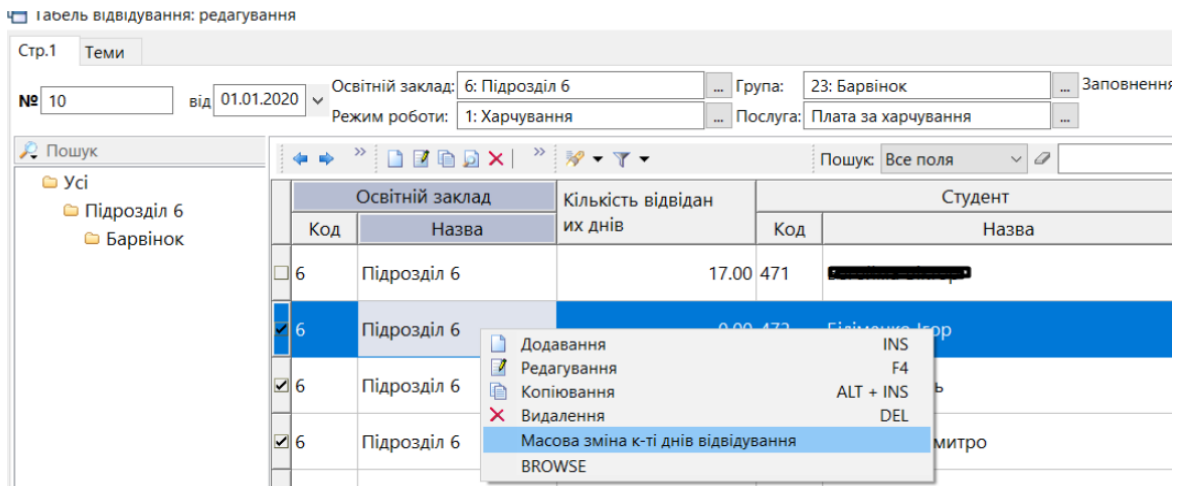 Табель відвідування: редагування
Стр.1 Теми
№ 10 від 01.01.2020 Освітній заклад: 6: Підрозділ 6 ... Група: 23: Барвінок ... Заповнення
Режим роботи: 1: Харчування ... Послуга: Плата за харчування ...
Пошук
Пошук: Все поля
Усі
Підрозділ 6
Барвінок
Освітній заклад Кількість відвідан Студент
их днів
Код Назва Код Назва
6 Підрозділ 6 17.00 471
6 Підрозділ 6 0.00 472 Ігор
Додавання INS
Редагування F4
6 Підрозділ 6 Копіювання ALT + INS ь
Видалення DEL
6 Підрозділ 6 Масова зміна к-ті днів відвідування митро
BROWSE